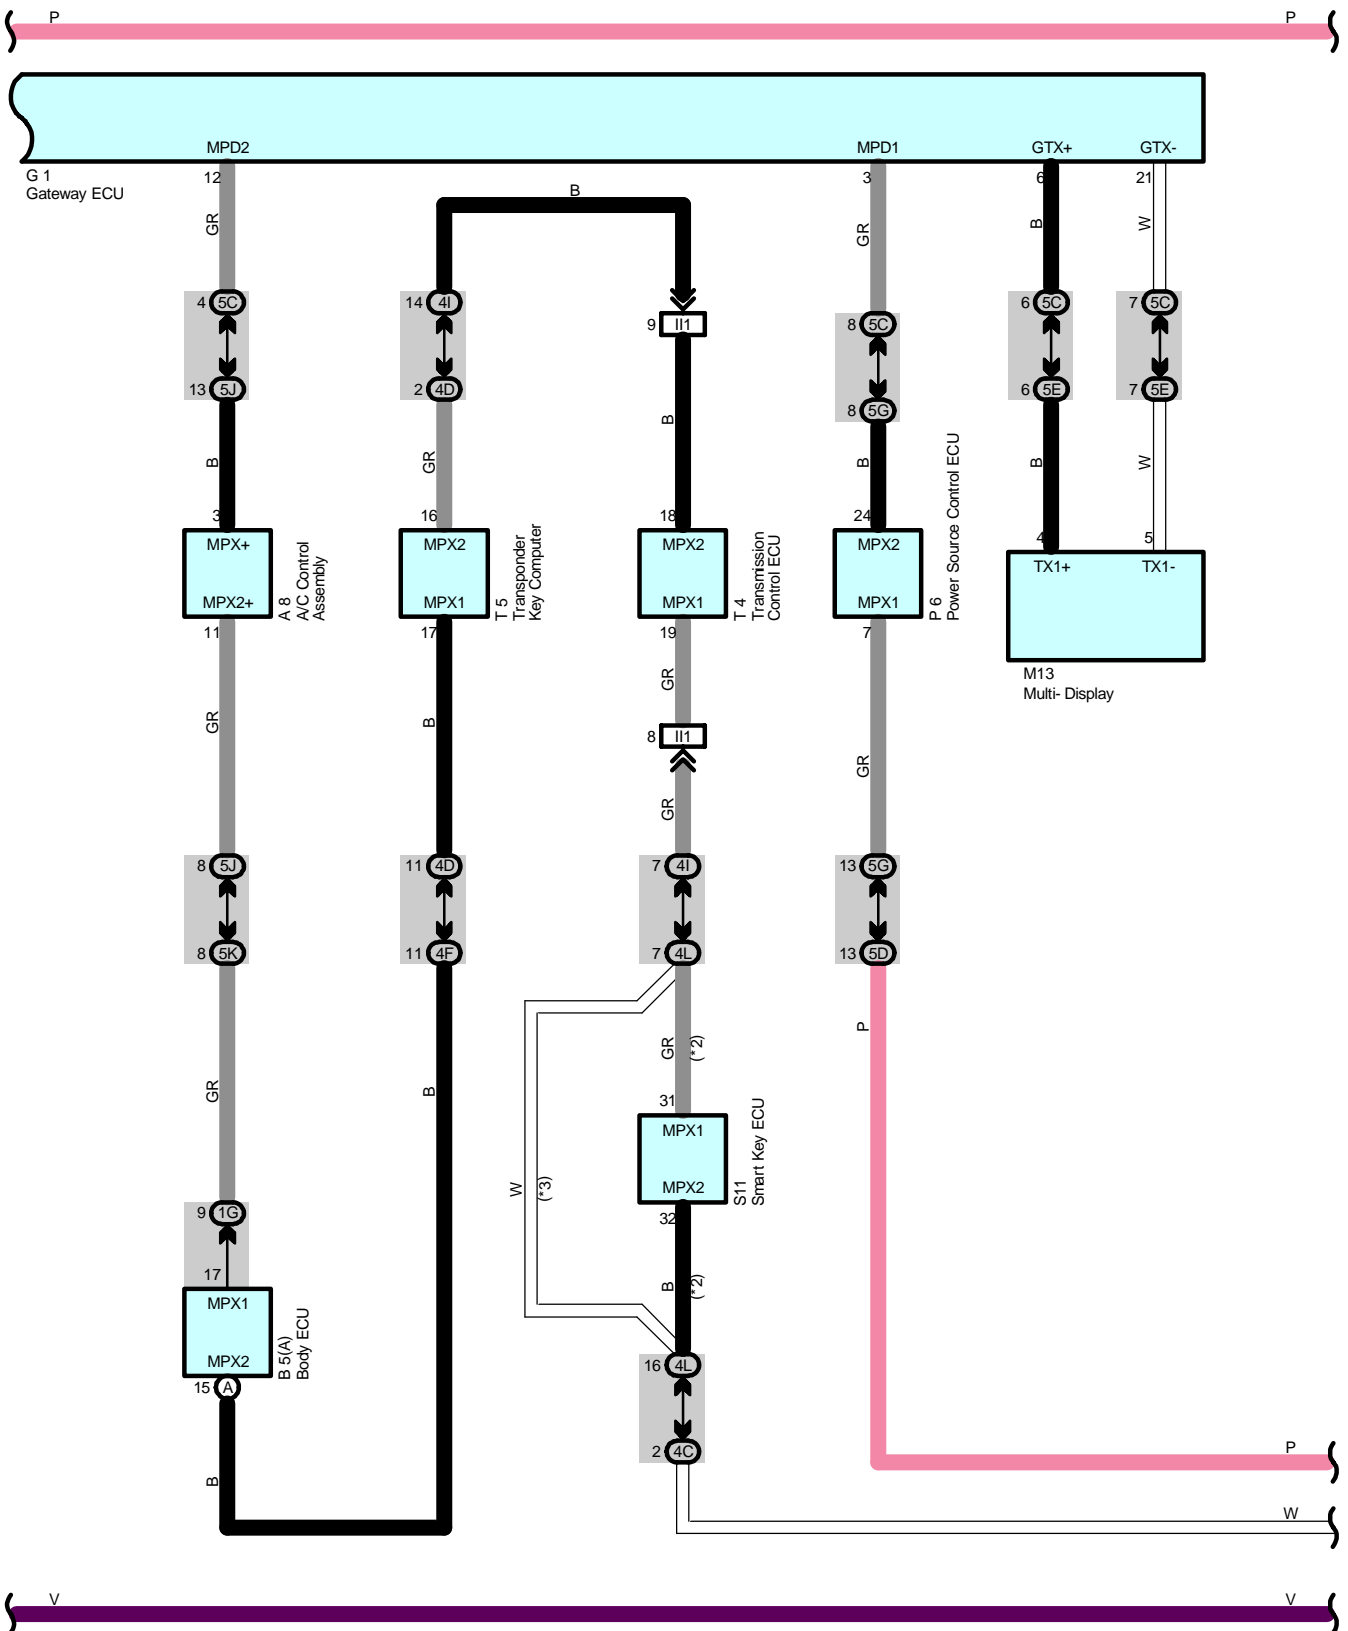 P P
MPD2 MPD1 GTX+ GTX-
G 1
Gateway ECU
12 3 6 21
B
GR GR B W
4 5C 14 4I 9 II1 8 5C 6 5C 7 5C
13 5J 2 4D 8 5G 6 5E 7 5E
B GR B B B W
3 16 18 24 4 5
MPX+ MPX2 MPX2 MPX2 TX1+ TX1-
MPX2+ MPX1 MPX1 MPX1
A 8
A/C Control
Assembly
T 5
Transponder
Key Computer
T 4
Transmission
Control ECU
P 6
Power Source Control ECU
M13
Multi- Display
11 17 19 7
GR B GR GR
8 II1
GR
8 5J 11 4D 7 4I 13 5G
8 5K 11 4F 7 4L 13 5D
GR B GR (*2) P
31
MPX1
MPX2
S11
Smart Key ECU
32
W (*3)
B (*2)
9 1G
17
MPX1
MPX2
B 5(A)
Body ECU
15 A
16 4L
2 4C
B
P
W
V V